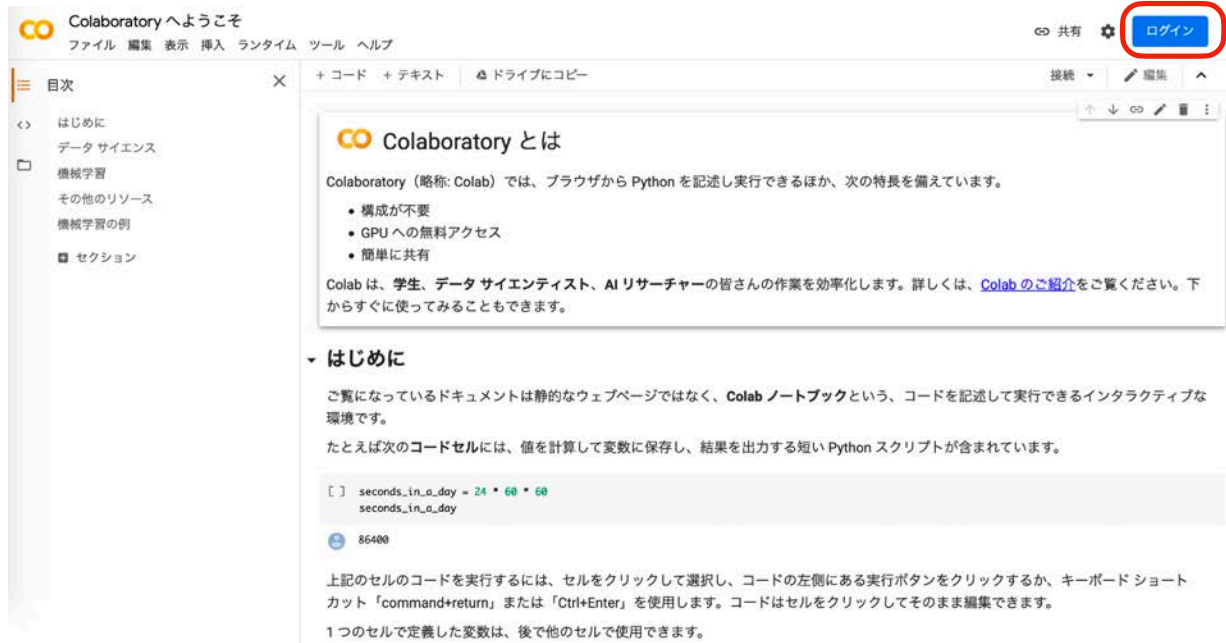 Colaboratory へようこそ
ファイル 編集 表示 挿入 ランタイム ツール ヘルプ
共有
ログイン
目次
はじめに
データ サイエンス
機械学習
その他のリソース
機械学習の例
セクション
+ コード + テキスト ドライブにコピー
接続 編集
CO Colaboratory とは
Colaboratory（略称: Colab）では、ブラウザから Python を記述し実行できるほか、次の特長を備えています。
• 構成が不要
• GPU への無料アクセス
• 簡単に共有
Colab は、学生、データ サイエンティスト、AI リサーチャーの皆さんの作業を効率化します。詳しくは、Colab のご紹介をご覧ください。下
からすぐに使ってみることもできます。
はじめに
ご覧になっているドキュメントは静的なウェブページではなく、Colab ノートブックという、コードを記述して実行できるインタラクティブな
環境です。
たとえば次のコードセルには、値を計算して変数に保存し、結果を出力する短い Python スクリプトが含まれています。
[ ] seconds_in_a_day = 24 * 60 * 60
seconds_in_a_day
86400
上記のセルのコードを実行するには、セルをクリックして選択し、コードの左側にある実行ボタンをクリックするか、キーボード ショート
カット「command+return」または「Ctrl+Enter」を使用します。コードはセルをクリックしてそのまま編集できます。
1 つのセルで定義した変数は、後で他のセルで使用できます。